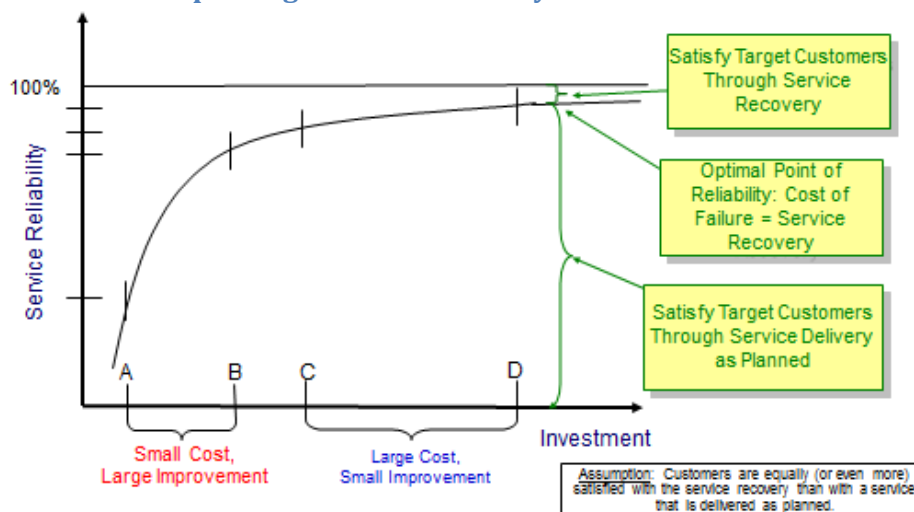 100%
Service Reliability
A
B
C
D
Small Cost,
Large Improvement
Large Cost,
Small Improvement
Investment
Satisfy Target Customers
Through Service
Recovery
Optimal Point of
Reliability: Cost of
Failure = Service
Recovery
Satisfy Target Customers
Through Service Delivery
as Planned
Assumption: Customers are equally (or even more)
satisfied with the service recovery than with a service
that is delivered as planned.